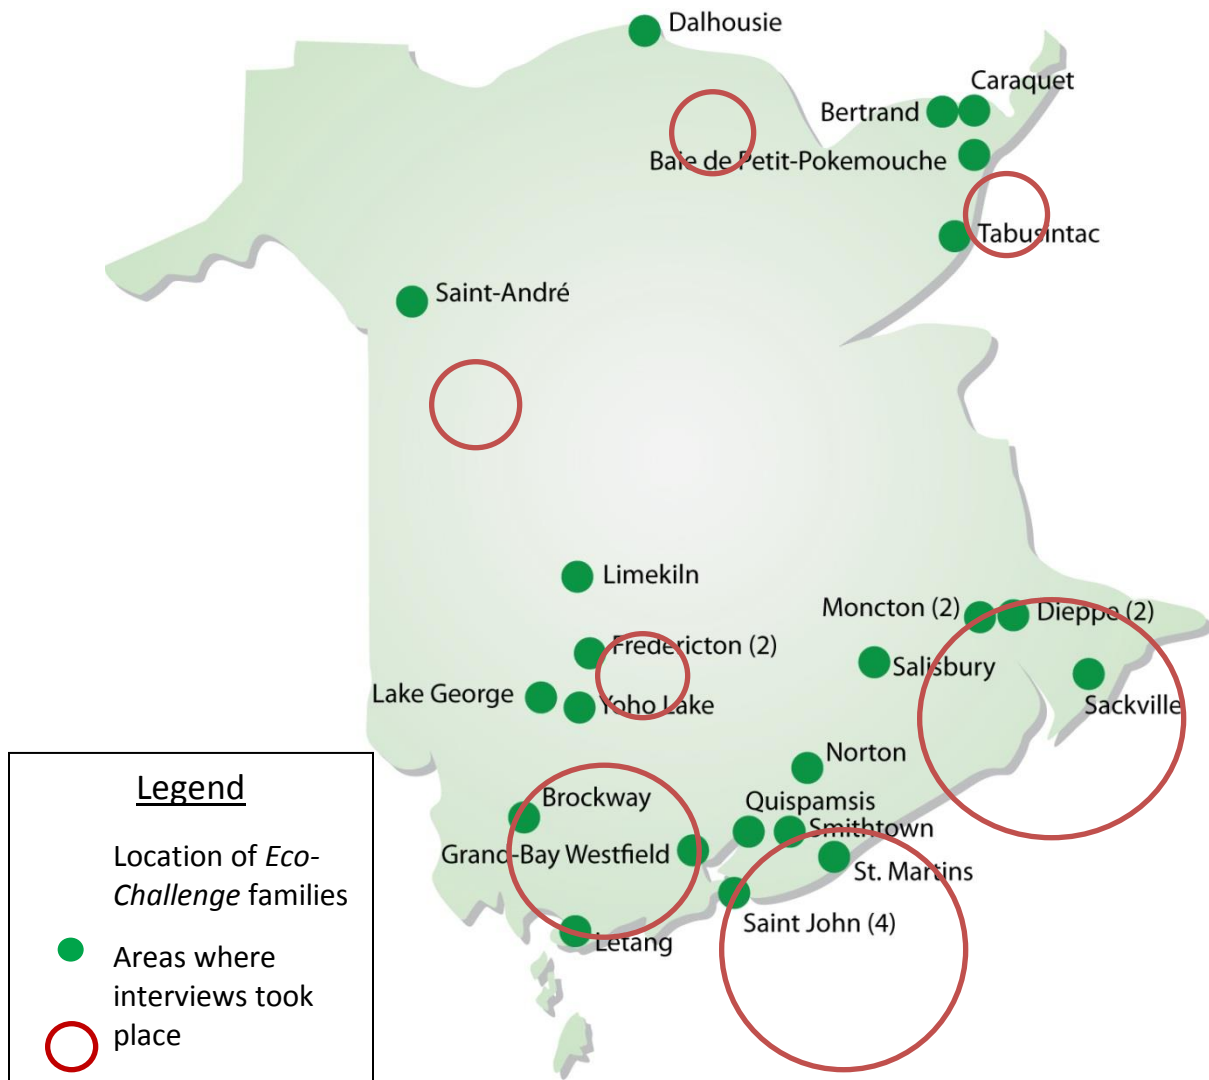 Dalhousie
Caraquet
Bertrand
Baie de Petit-Pokemouche
Tabusintac
Saint-André
Limekiln
Moncton (2)
Dieppe (2)
Fredericton (2)
Salisbury
Lake George
Yoho Lake
Sackville
Norton
Brockway
Quispamsis
Smithtown
Grand-Bay Westfield
St. Martins
Saint John (4)
Letang
Legend
Location of Eco-
Challenge families
Areas where
interviews took
place